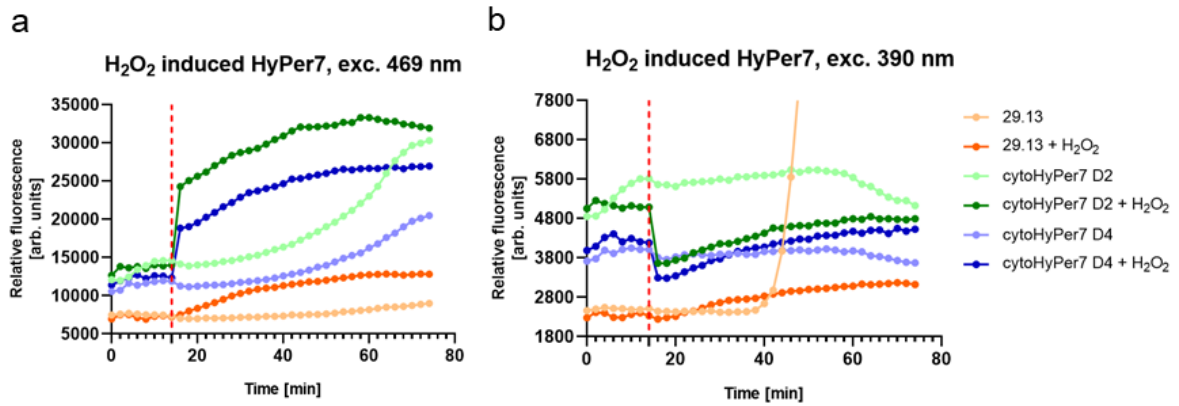 a
H₂O₂ induced HyPer7, exc. 469 nm
Relative fluorescence
[arb. units]
35000
30000
25000
20000
15000
10000
5000
0 20 40 60 80
Time [min]
b
H₂O₂ induced HyPer7, exc. 390 nm
Relative fluorescence
[arb. units]
7800
6800
5800
4800
3800
2800
1800
0 20 40 60 80
Time [min]
29.13
29.13 + H₂O₂
cytoHyPer7 D2
cytoHyPer7 D2 + H₂O₂
cytoHyPer7 D4
cytoHyPer7 D4 + H₂O₂